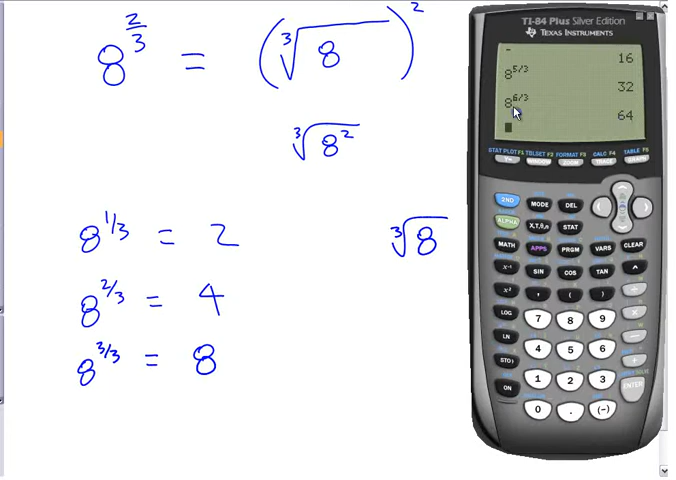 8^(2/3) = (∛8)^2
∛8^2
8^(1/3) = 2
∛8
8^(2/3) = 4
8^(3/3) = 8
TI-84 Plus Silver Edition
TEXAS INSTRUMENTS
16
8^(5/3)
32
8^(6/3)
64
STAT PLOT F1 TBLSET F2 FORMAT F3 CALC F4 TABLE F5
Y= WINDOW ZOOM TRACE GRAPH
2ND MODE DEL
ALPHA X,T,θ,n STAT
MATH APPS PRGM VARS CLEAR
x⁻¹ SIN COS TAN ^
x² , ( ) ÷
LOG 7 8 9
LN 4 5 6 —
STO 1 2 3 +
ON 0 . (–) ENTER